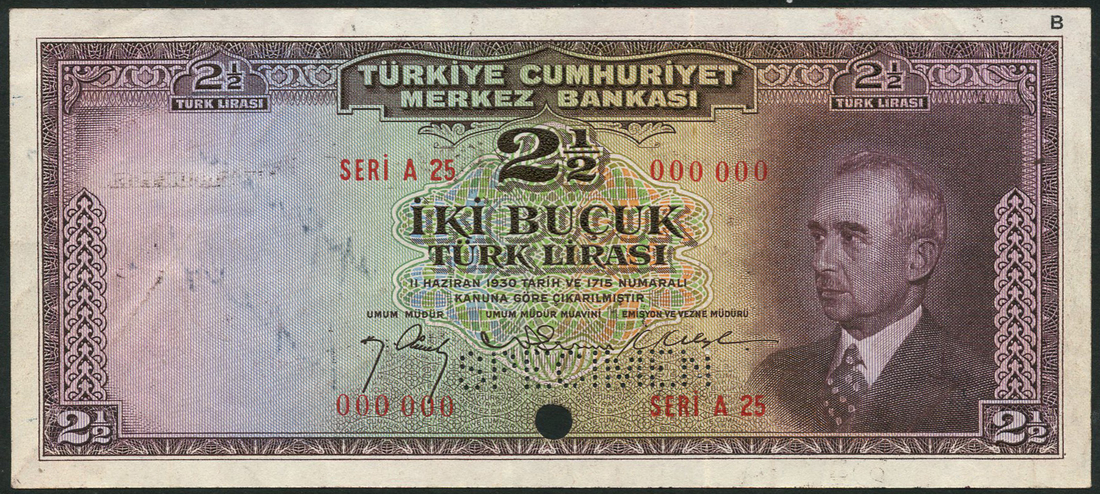 B
2½ TÜRKİYE CUMHURİYET 2½
TÜRK LİRASI MERKEZ BANKASI TÜRK LİRASI
2½
SERİ A 25 000 000
İKİ BUÇUK
TÜRK LİRASI
11 HAZİRAN 1930 TARİH VE 1715 NUMARALI
KANUNA GÖRE ÇIKARILMIŞTIR
UMUM MÜDÜR UMUM MÜDÜR MUAVİNİ EMİSYON VE VEZNE MÜDÜRÜ
SPECIMEN
000 000 SERİ A 25
2½ 2½